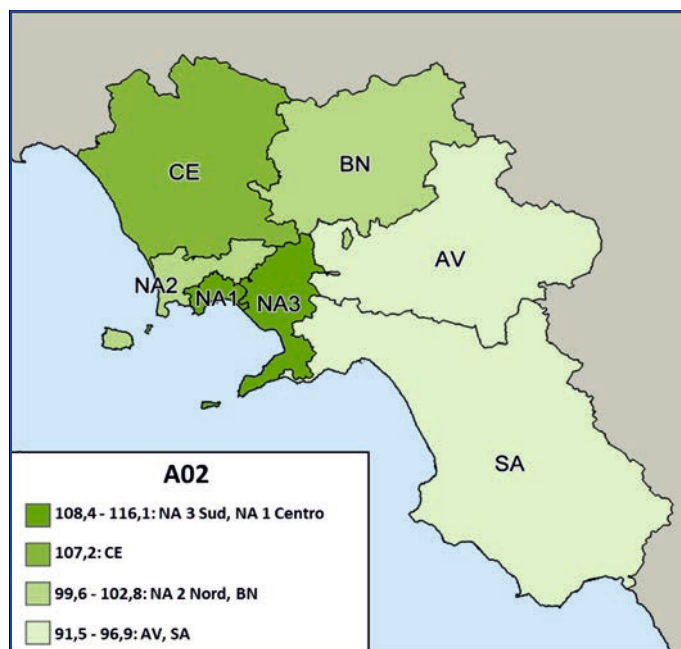 CE
BN
AV
NA2
NA1
NA3
SA
A02
108,4 - 116,1: NA 3 Sud, NA 1 Centro
107,2: CE
99,6 - 102,8: NA 2 Nord, BN
91,5 - 96,9: AV, SA